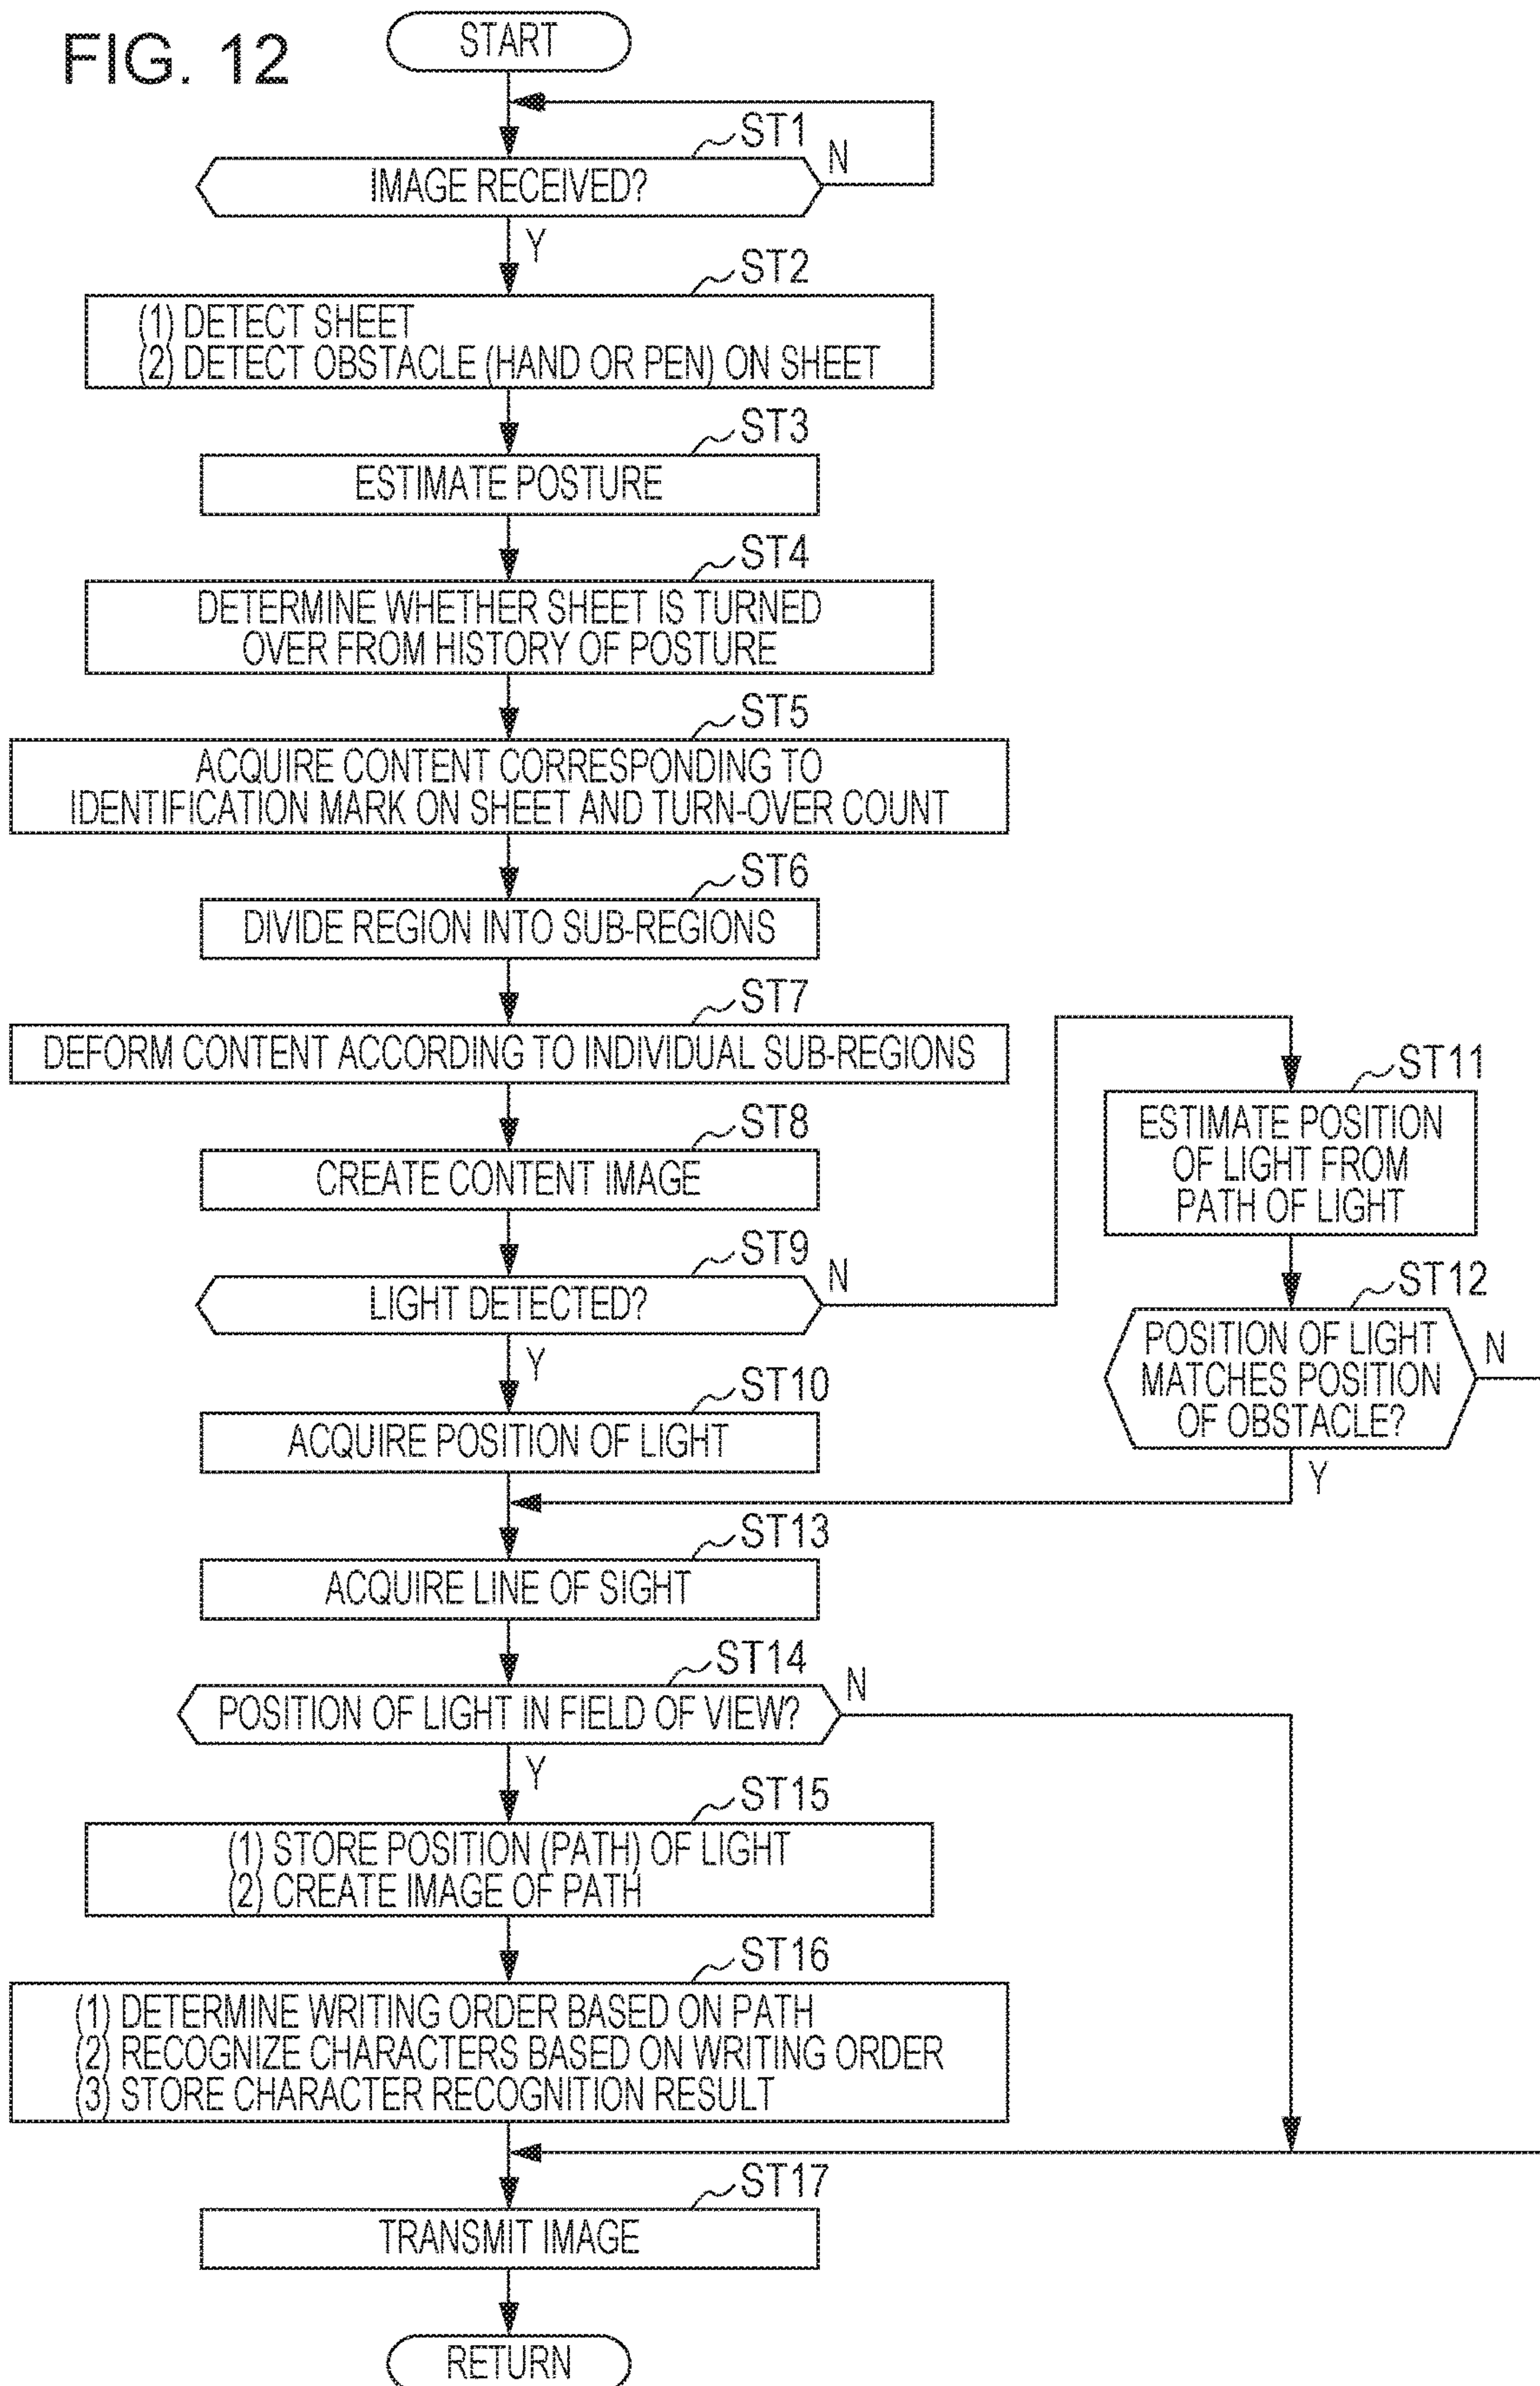 FIG. 12
START
ST1
IMAGE RECEIVED?
N
Y
ST2
(1) DETECT SHEET
(2) DETECT OBSTACLE (HAND OR PEN) ON SHEET
ST3
ESTIMATE POSTURE
ST4
DETERMINE WHETHER SHEET IS TURNED
OVER FROM HISTORY OF POSTURE
ST5
ACQUIRE CONTENT CORRESPONDING TO
IDENTIFICATION MARK ON SHEET AND TURN-OVER COUNT
ST6
DIVIDE REGION INTO SUB-REGIONS
ST7
DEFORM CONTENT ACCORDING TO INDIVIDUAL SUB-REGIONS
ST8
CREATE CONTENT IMAGE
ST9
LIGHT DETECTED?
N
Y
ST10
ACQUIRE POSITION OF LIGHT
ST11
ESTIMATE POSITION
OF LIGHT FROM
PATH OF LIGHT
ST12
POSITION OF LIGHT
MATCHES POSITION
OF OBSTACLE?
N
Y
ST13
ACQUIRE LINE OF SIGHT
ST14
POSITION OF LIGHT IN FIELD OF VIEW?
N
Y
ST15
(1) STORE POSITION (PATH) OF LIGHT
(2) CREATE IMAGE OF PATH
ST16
(1) DETERMINE WRITING ORDER BASED ON PATH
(2) RECOGNIZE CHARACTERS BASED ON WRITING ORDER
(3) STORE CHARACTER RECOGNITION RESULT
ST17
TRANSMIT IMAGE
RETURN